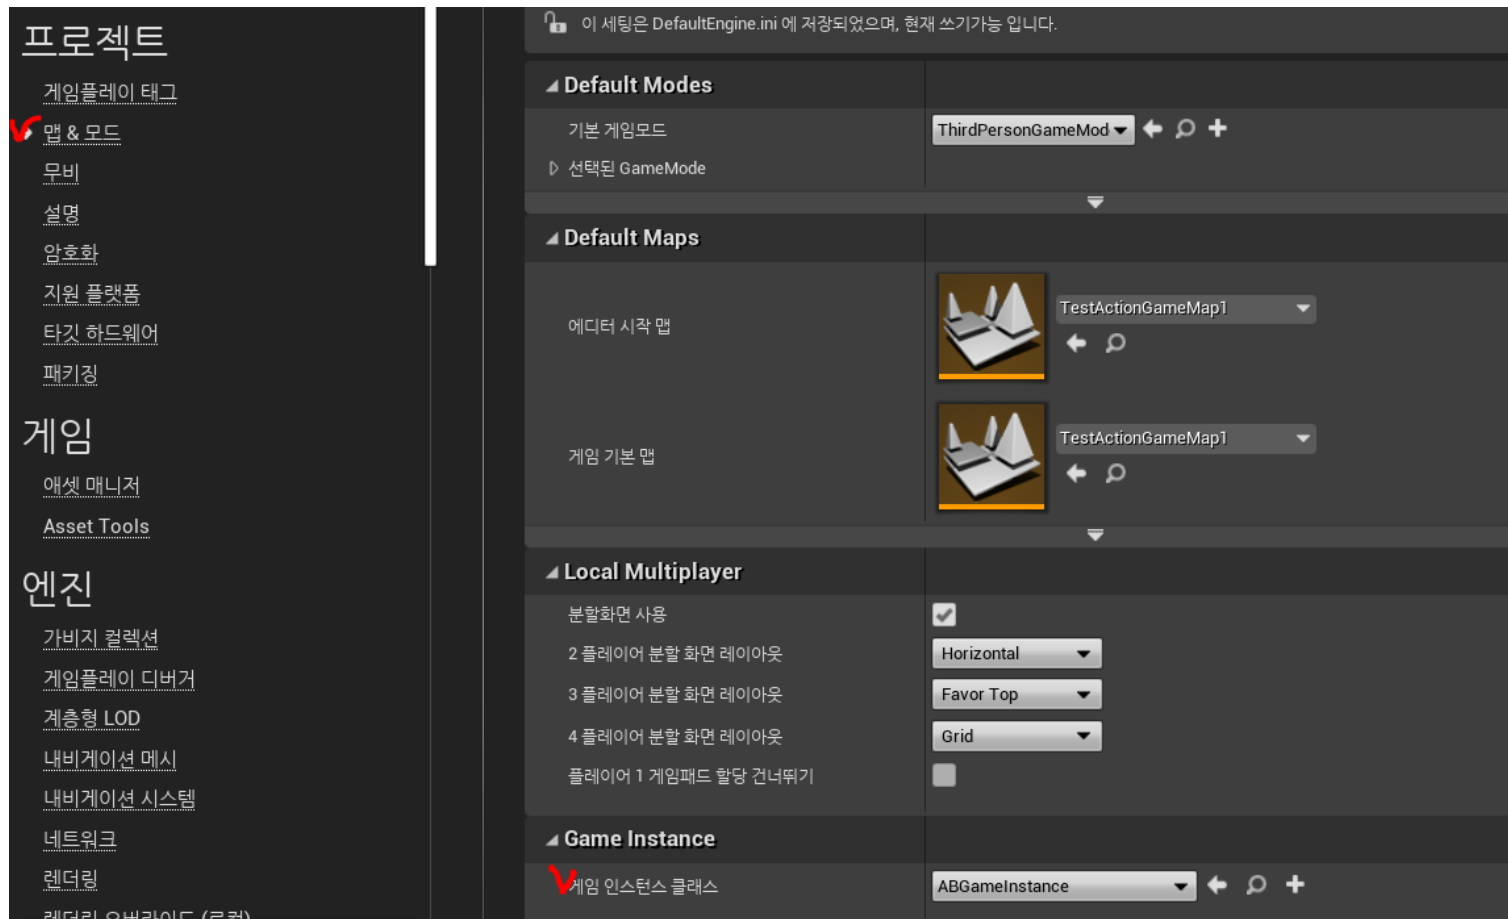 프로젝트
게임플레이 태그
맵 & 모드
무비
설명
암호화
지원 플랫폼
타깃 하드웨어
패키징
게임
애셋 매니저
Asset Tools
엔진
가비지 컬렉션
게임플레이 디버거
계층형 LOD
내비게이션 메시
내비게이션 시스템
네트워크
렌더링
렌더링 오버라이드 (로컬)
이 세팅은 DefaultEngine.ini 에 저장되었으며, 현재 쓰기가능 입니다.
Default Modes
기본 게임모드 ThirdPersonGameMod
선택된 GameMode
Default Maps
에디터 시작 맵 TestActionGameMap1
게임 기본 맵 TestActionGameMap1
Local Multiplayer
분할화면 사용
2 플레이어 분할 화면 레이아웃 Horizontal
3 플레이어 분할 화면 레이아웃 Favor Top
4 플레이어 분할 화면 레이아웃 Grid
플레이어 1 게임패드 할당 건너뛰기
Game Instance
게임 인스턴스 클래스 ABGameInstance